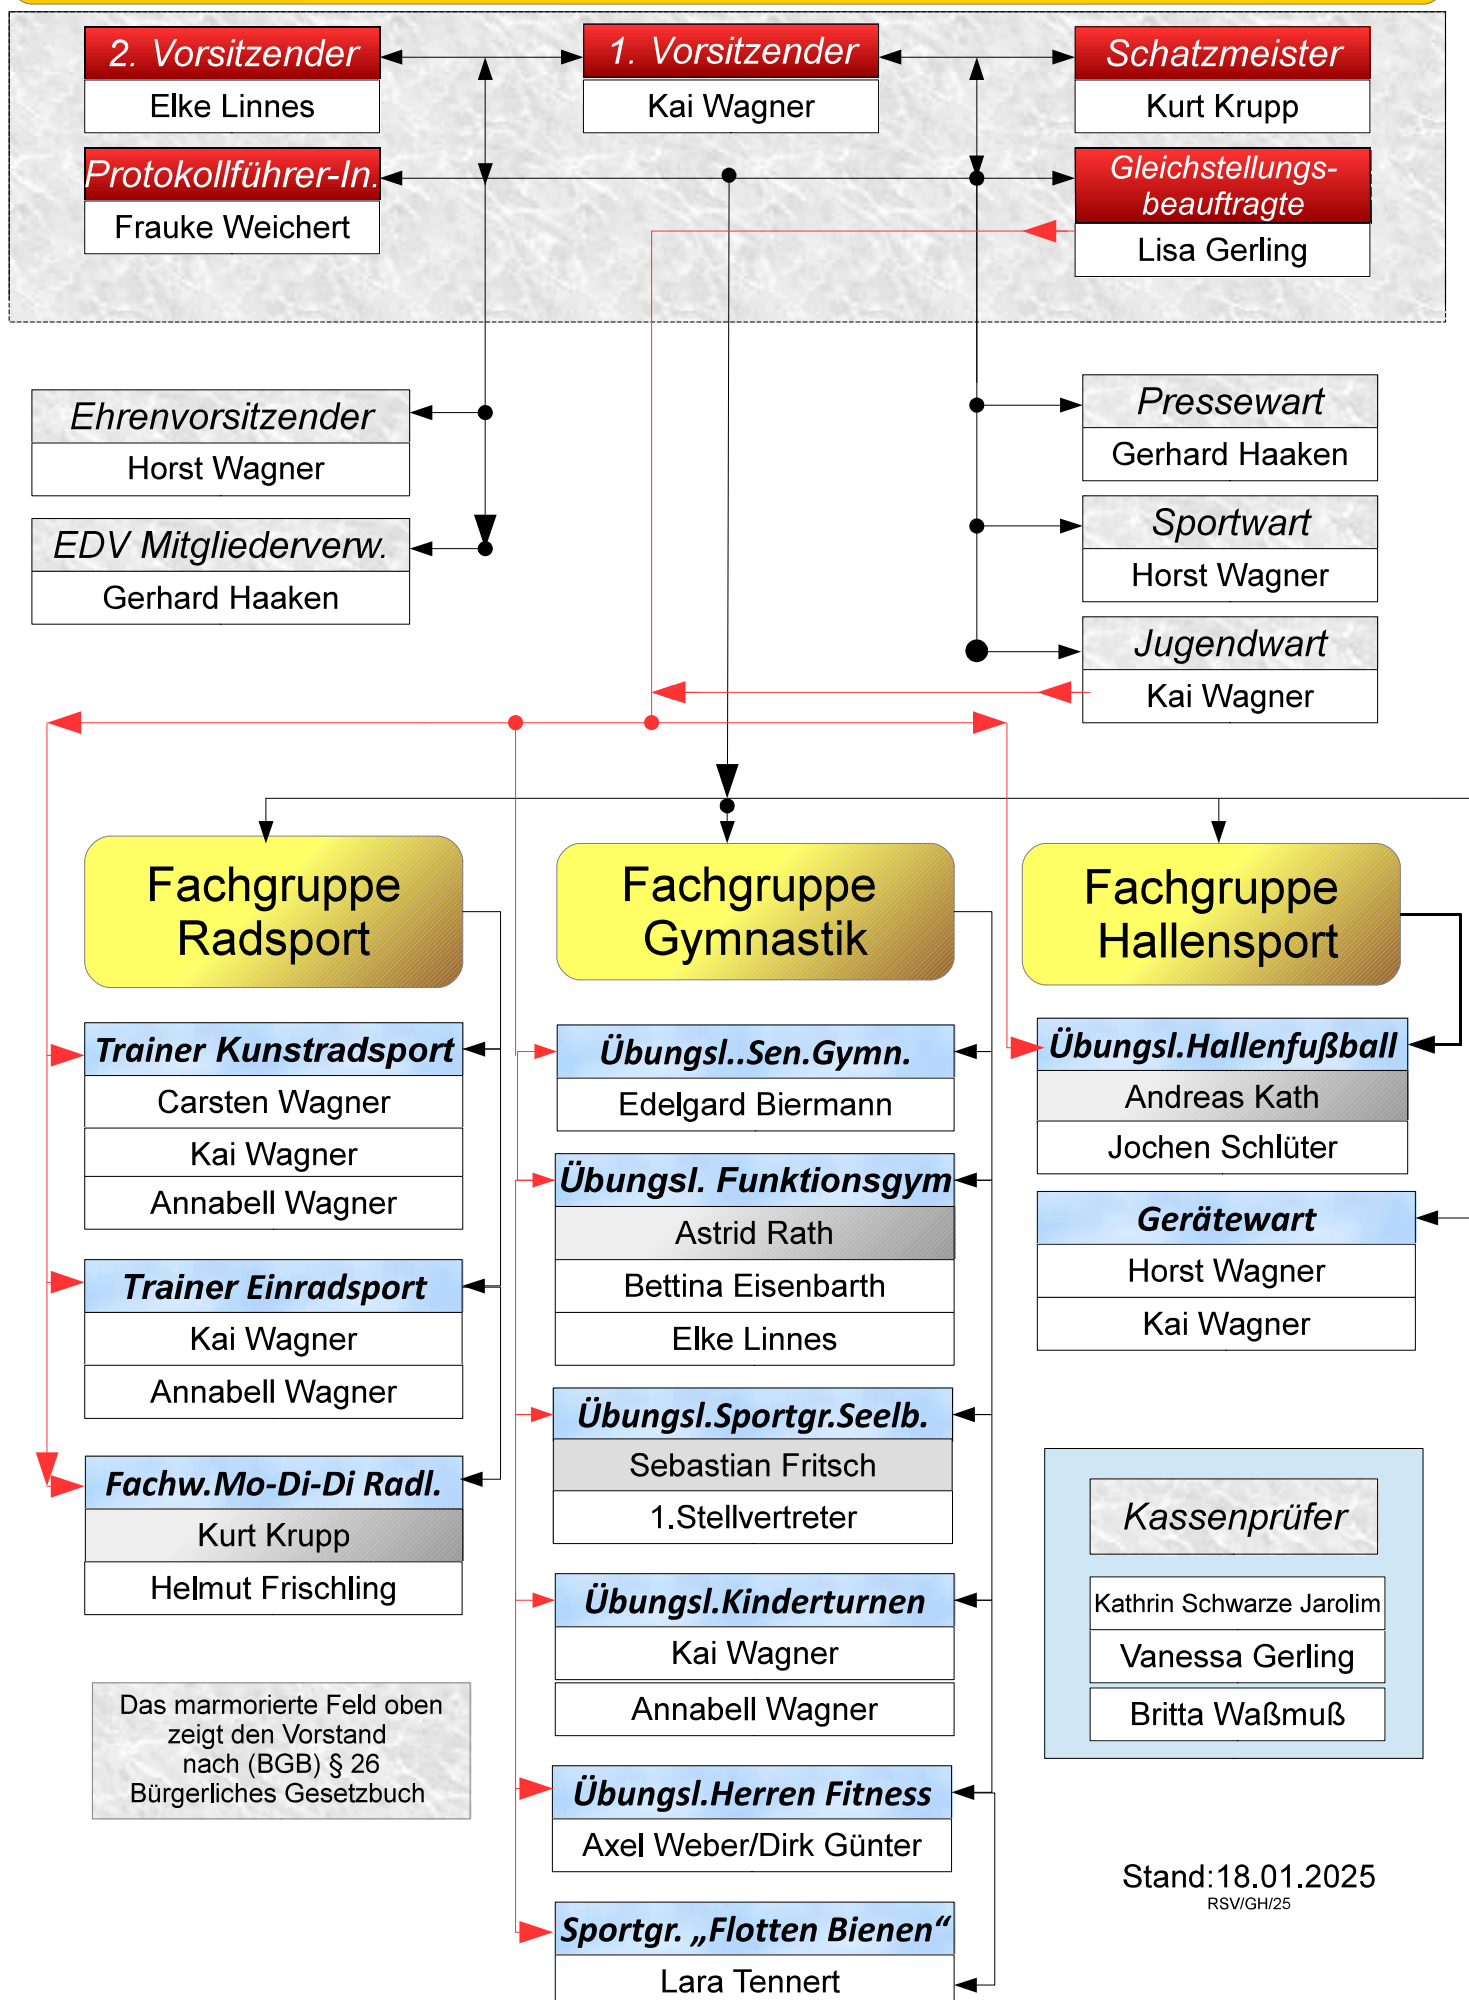 2. Vorsitzender
Elke Linnes
1. Vorsitzender
Kai Wagner
Schatzmeister
Kurt Krupp
Protokollführer-In.
Frauke Weichert
Gleichstellungs-
beauftragte
Lisa Gerling
Ehrenvorsitzender
Horst Wagner
EDV Mitgliederverw.
Gerhard Haaken
Pressewart
Gerhard Haaken
Sportwart
Horst Wagner
Jugendwart
Kai Wagner
Fachgruppe
Radsport
Trainer Kunstradsport
Carsten Wagner
Kai Wagner
Annabell Wagner
Trainer Einradsport
Kai Wagner
Annabell Wagner
Fachw.Mo-Di-Di Radl.
Kurt Krupp
Helmut Frischling
Das marmorierte Feld oben
zeigt den Vorstand
nach (BGB) § 26
Bürgerliches Gesetzbuch
Fachgruppe
Gymnastik
Übungsl..Sen.Gymn.
Edelgard Biermann
Übungsl. Funktionsgym
Astrid Rath
Bettina Eisenbarth
Elke Linnes
Übungsl.Sportgr.Seelb.
Sebastian Fritsch
1.Stellvertreter
Übungsl.Kinderturnen
Kai Wagner
Annabell Wagner
Übungsl.Herren Fitness
Axel Weber/Dirk Günter
Sportgr. „Flotten Bienen“
Lara Tennert
Fachgruppe
Hallensport
Übungsl.Hallenfußball
Andreas Kath
Jochen Schlüter
Gerätewart
Horst Wagner
Kai Wagner
Kassenprüfer
Kathrin Schwarze Jarolim
Vanessa Gerling
Britta Waßmuß
Stand:18.01.2025
RSV/GH/25